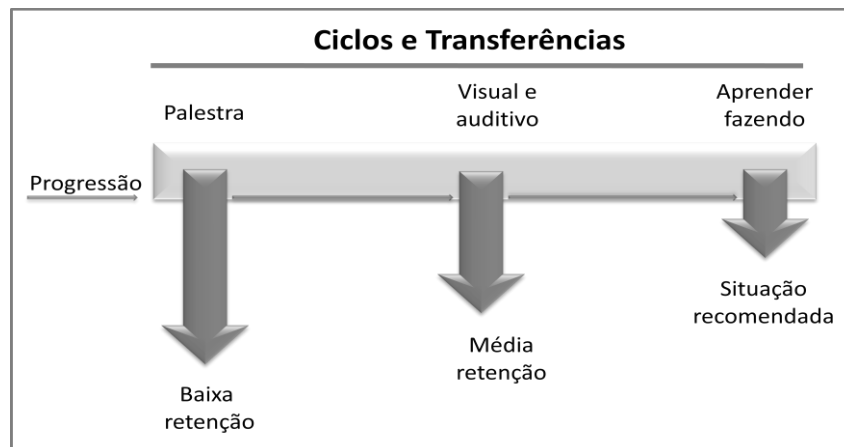 Ciclos e Transferências
Palestra
Visual e
auditivo
Aprender
fazendo
Progressão
Baixa
retenção
Média
retenção
Situação
recomendada